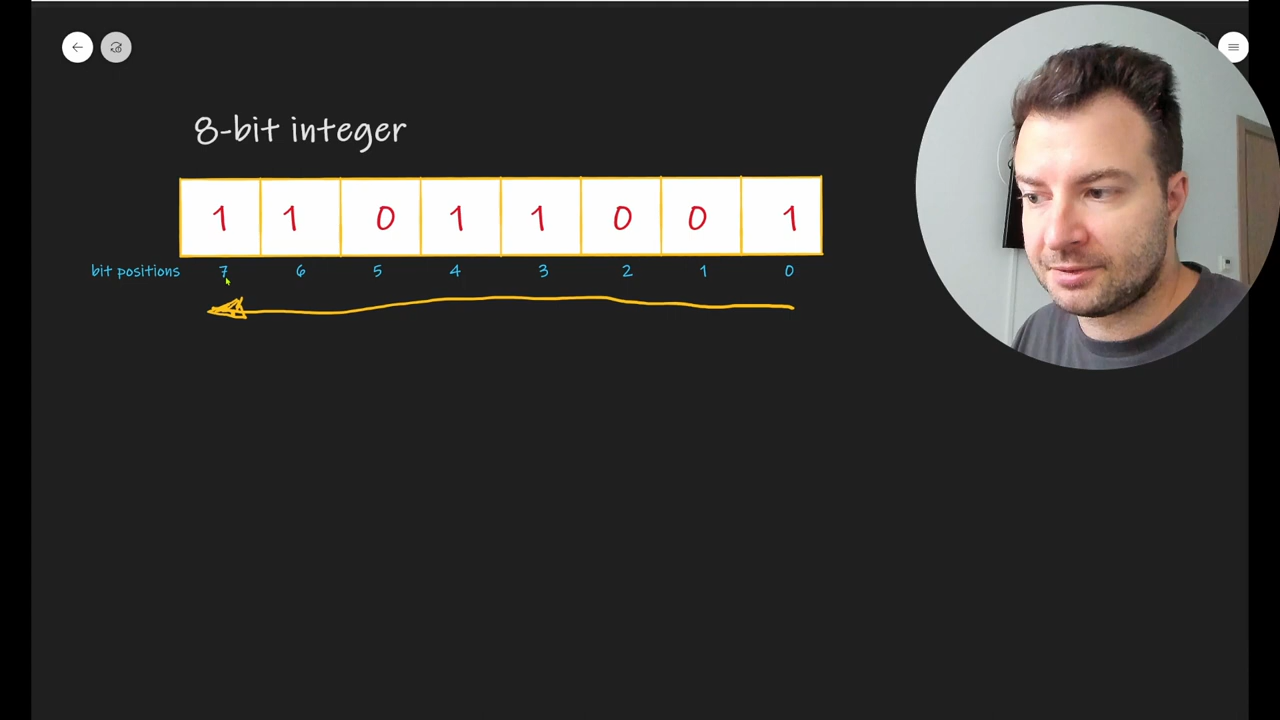 8-bit integer
1 1 0 1 1 0 0 1
bit positions 7 6 5 4 3 2 1 0